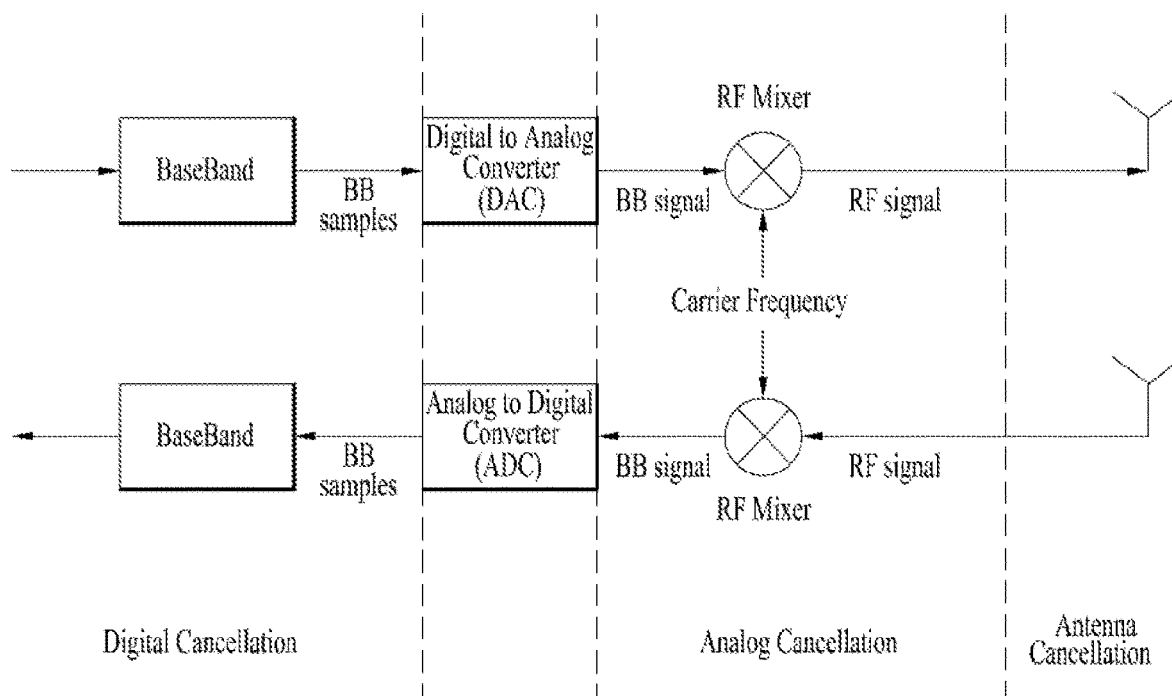 RF Mixer
BaseBand
BB
samples
Digital to Analog
Converter
(DAC)
BB signal
RF signal
Carrier Frequency
BaseBand
BB
samples
Analog to Digital
Converter
(ADC)
BB signal
RF signal
RF Mixer
Digital Cancellation
Analog Cancellation
Antenna
Cancellation